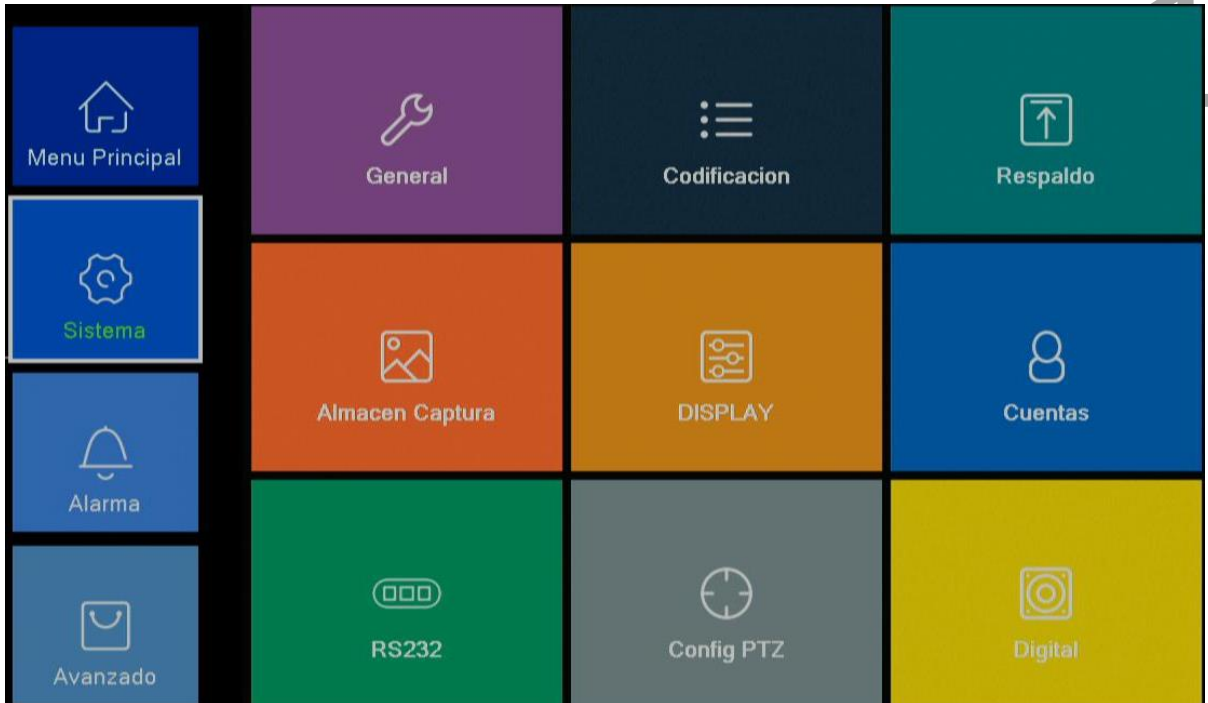 Menu Principal
Sistema
Alarma
Avanzado
General
Codificacion
Respaldo
Almacen Captura
DISPLAY
Cuentas
RS232
Config PTZ
Digital